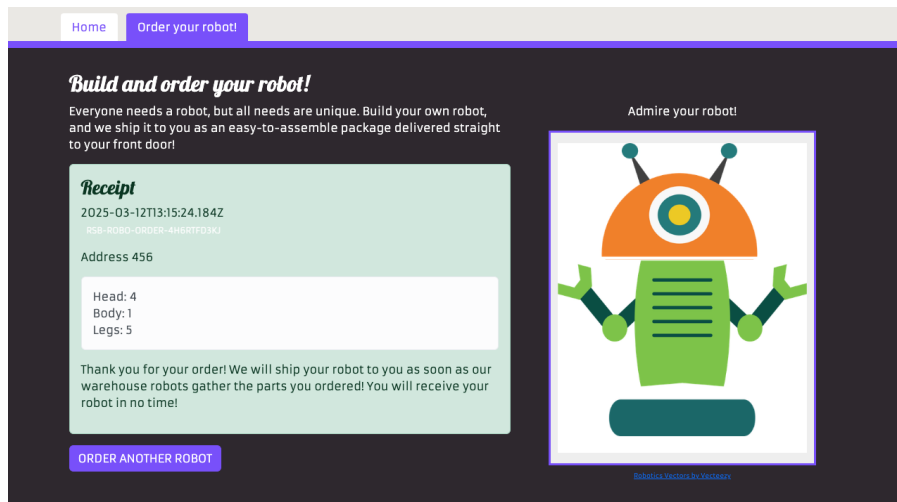 Home
Order your robot!
Build and order your robot!
Everyone needs a robot, but all needs are unique. Build your own robot,
and we ship it to you as an easy-to-assemble package delivered straight
to your front door!
Receipt
2025-03-12T13:15:24.184Z
RSB-ROBO-ORDER-4H6RTFD3KJ
Address 456
Head: 4
Body: 1
Legs: 5
Thank you for your order! We will ship your robot to you as soon as our
warehouse robots gather the parts you ordered! You will receive your
robot in no time!
ORDER ANOTHER ROBOT
Admire your robot!
Robotics Vectors by Vecteezy